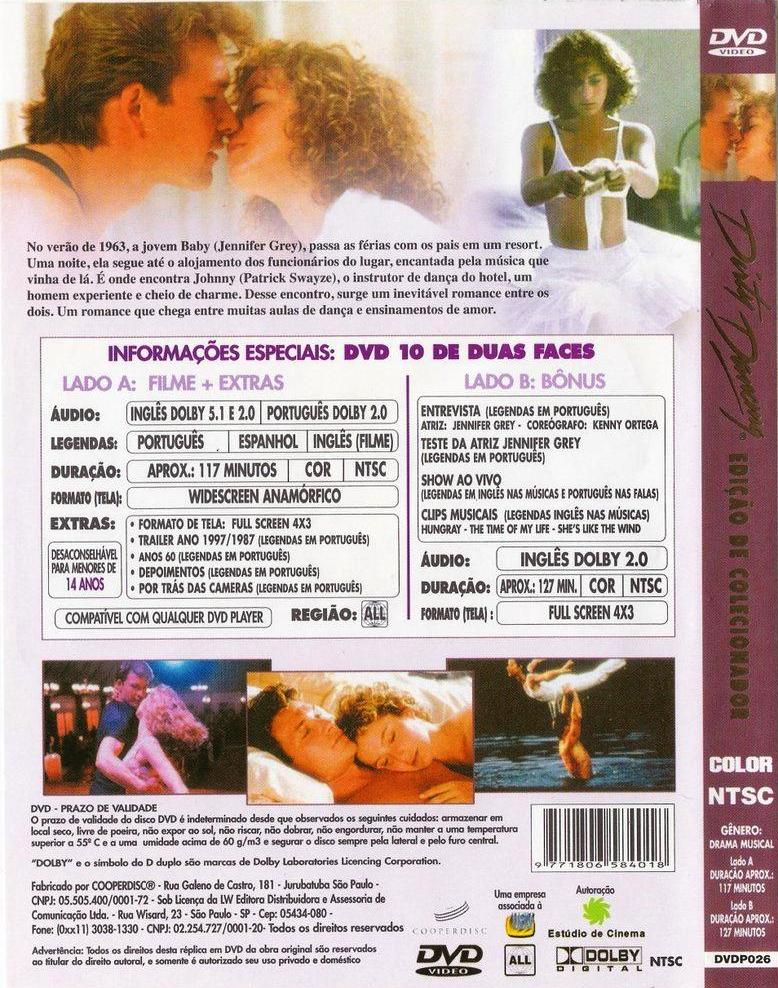 No verão de 1963, a jovem Baby (Jennifer Grey), passa as férias com os pais em um resort.
Uma noite, ela segue até o alojamento dos funcionários do lugar, encantada pela música que
vinha de lá. É onde encontra Johnny (Patrick Swayze), o instrutor de dança do hotel, um
homem experiente e cheio de charme. Desse encontro, surge um inevitável romance entre os
dois. Um romance que chega entre muitas aulas de dança e ensinamentos de amor.
INFORMAÇÕES ESPECIAIS: DVD 10 DE DUAS FACES
LADO A: FILME + EXTRAS
ÁUDIO: INGLÊS DOLBY 5.1 E 2.0 PORTUGUÊS DOLBY 2.0
LEGENDAS: PORTUGUÊS ESPANHOL INGLÊS (FILME)
DURAÇÃO: APROX.: 117 MINUTOS COR NTSC
FORMATO (TELA): WIDESCREEN ANAMÓRFICO
EXTRAS:
• FORMATO DE TELA: FULL SCREEN 4X3
• TRAILER ANO 1997/1987 (LEGENDAS EM PORTUGUÊS)
• ANOS 60 (LEGENDAS EM PORTUGUÊS)
• DEPOIMENTOS (LEGENDAS EM PORTUGUÊS)
• POR TRÁS DAS CAMERAS (LEGENDAS EM PORTUGUÊS)
DESACONSELHÁVEL
PARA MENORES DE
14 ANOS
COMPATÍVEL COM QUALQUER DVD PLAYER
REGIÃO: ALL
LADO B: BÔNUS
ENTREVISTA (LEGENDAS EM PORTUGUÊS)
ATRIZ: JENNIFER GREY - COREÓGRAFO: KENNY ORTEGA
TESTE DA ATRIZ JENNIFER GREY
(LEGENDAS EM PORTUGUÊS)
SHOW AO VIVO
(LEGENDAS EM INGLÊS NAS MÚSICAS E PORTUGUÊS NAS FALAS)
CLIPS MUSICAIS (LEGENDAS INGLÊS NAS MÚSICAS)
HUNGRAY - THE TIME OF MY LIFE - SHE'S LIKE THE WIND
ÁUDIO: INGLÊS DOLBY 2.0
DURAÇÃO: APROX.: 127 MIN. COR NTSC
FORMATO (TELA) : FULL SCREEN 4X3
DVD - PRAZO DE VALIDADE
O prazo de validade do disco DVD é indeterminado desde que observados os seguintes cuidados: armazenar em
local seco, livre de poeira, não expor ao sol, não riscar, não dobrar, não engordurar, não manter a uma temperatura
superior a 55º C e a uma umidade acima de 60 g/m3 e segurar o disco sempre pela lateral e pelo furo central.
"DOLBY" e o símbolo do D duplo são marcas de Dolby Laboratories Licencing Corporation.
Fabricado por COOPERDISC® - Rua Galeno de Castro, 181 - Jurubatuba São Paulo -
CNPJ: 05.505.400/0001-72 - Sob Licença da LW Editora Distribuidora e Assessoria de
Comunicação Ltda. - Rua Wisard, 23 - São Paulo - SP - Cep: 05434-080 -
Fone: (0xx11) 3038-1330 - CNPJ: 02.254.727/0001-20- Todos os direitos reservados
Advertência: Todos os direitos desta réplica em DVD da obra original são reservados
ao titular do direito autoral, e somente é autorizado seu uso privado e doméstico
9 771806 584018
COOPERDISC
Uma empresa
associada à
Autoração
Estúdio de Cinema
DVD
VIDEO
ALL
DOLBY
DIGITAL
NTSC
DVD
VIDEO
Dirty Dancing®
EDIÇÃO DE COLECIONADOR
COLOR
NTSC
GÊNERO:
DRAMA MUSICAL
Lado A
DURAÇÃO APROX.:
117 MINUTOS
Lado B
DURAÇÃO APROX.:
127 MINUTOS
DVDP026